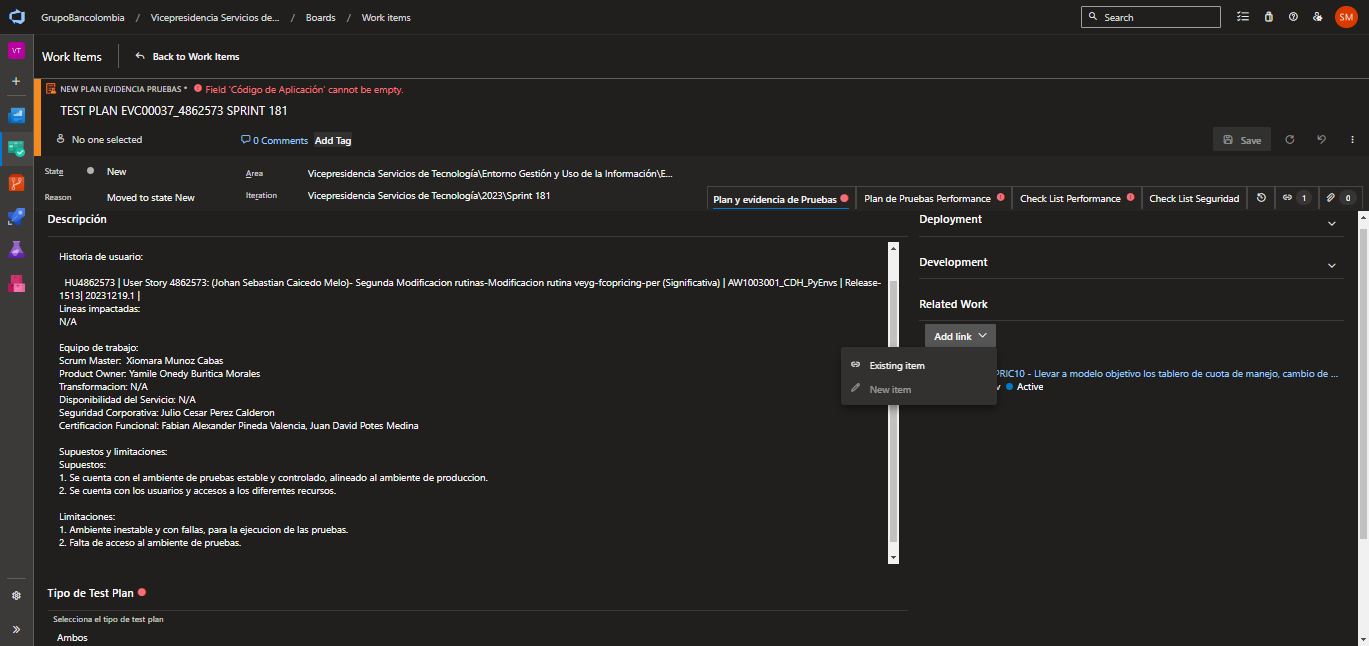 GrupoBancolombia / Vicepresidencia Servicios de... / Boards / Work items
Search
SM
VT
Work Items
Back to Work Items
NEW PLAN EVIDENCIA PRUEBAS *
Field 'Código de Aplicación' cannot be empty.
TEST PLAN EVC00037_4862573 SPRINT 181
No one selected
0 Comments
Add Tag
Save
State
New
Area
Vicepresidencia Servicios de Tecnología\Entorno Gestión y Uso de la Información\E...
Reason
Moved to state New
Iteration
Vicepresidencia Servicios de Tecnología\2023\Sprint 181
Plan y evidencia de Pruebas
Plan de Pruebas Performance
Check List Performance
Check List Seguridad
1
0
Descripción
Historia de usuario:
HU4862573 | User Story 4862573: (Johan Sebastian Caicedo Melo)- Segunda Modificacion rutinas-Modificacion rutina veyg-fcopricing-per (Significativa) | AW1003001_CDH_PyEnvs | Release-
1513| 20231219.1 |
Lineas impactadas:
N/A
Equipo de trabajo:
Scrum Master: Xiomara Munoz Cabas
Product Owner: Yamile Onedy Buritica Morales
Transformacion: N/A
Disponibilidad del Servicio: N/A
Seguridad Corporativa: Julio Cesar Perez Calderon
Certificacion Funcional: Fabian Alexander Pineda Valencia, Juan David Potes Medina
Supuestos y limitaciones:
Supuestos:
1. Se cuenta con el ambiente de pruebas estable y controlado, alineado al ambiente de produccion.
2. Se cuenta con los usuarios y accesos a los diferentes recursos.
Limitaciones:
1. Ambiente inestable y con fallas, para la ejecucion de las pruebas.
2. Falta de acceso al ambiente de pruebas.
Tipo de Test Plan
Selecciona el tipo de test plan
Ambos
Deployment
Development
Related Work
Add link
Existing item
New item
PRIC10 - Llevar a modelo objetivo los tablero de cuota de manejo, cambio de ...
Active